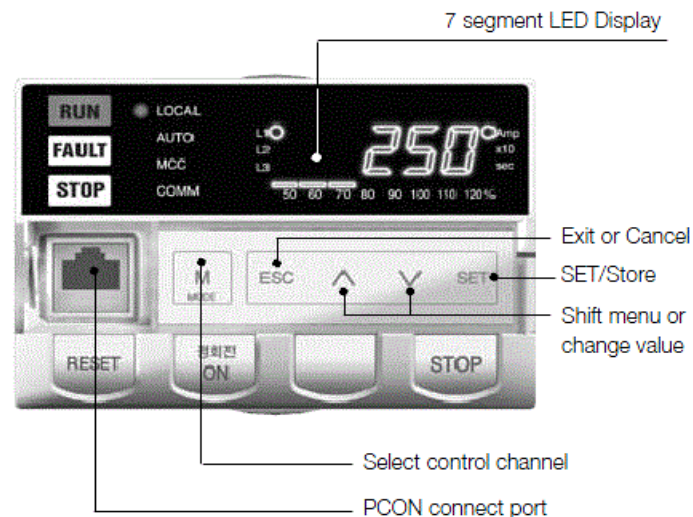 7 segment LED Display
RUN
LOCAL
FAULT
AUTO
MCC
STOP
COMM
L1
L2
L3
250
Amp
x10
sec
50 60 70 80 90 100 110 120%
Exit or Cancel
M
MODE
ESC
SET
SET/Store
Shift menu or
change value
RESET
정회전
ON
STOP
Select control channel
PCON connect port